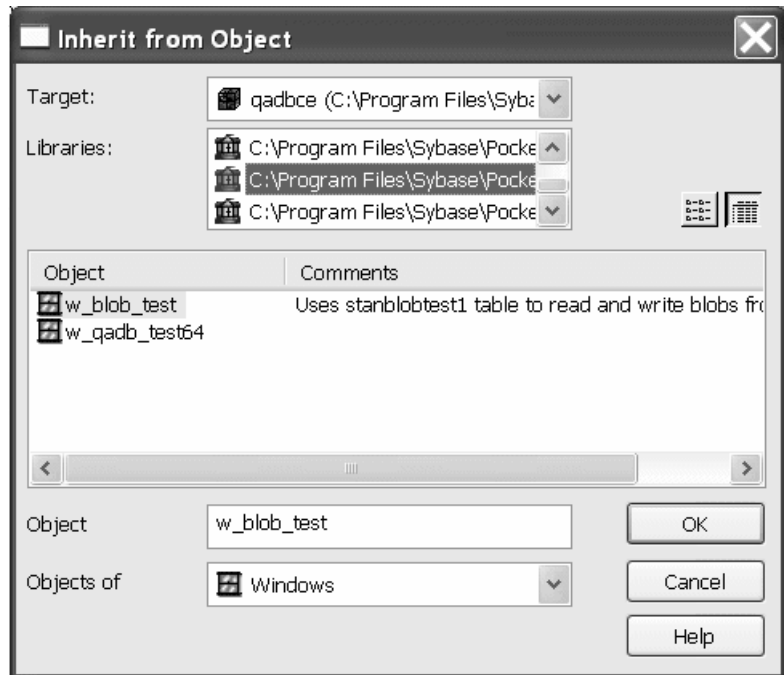 Inherit from Object
Target:
qadbce (C:\Program Files\Syba
Libraries:
C:\Program Files\Sybase\Pocke
C:\Program Files\Sybase\Pocke
C:\Program Files\Sybase\Pocke
Object Comments
w_blob_test Uses stanblobtest1 table to read and write blobs fro
w_qadb_test64
Object
w_blob_test
OK
Objects of
Windows
Cancel
Help